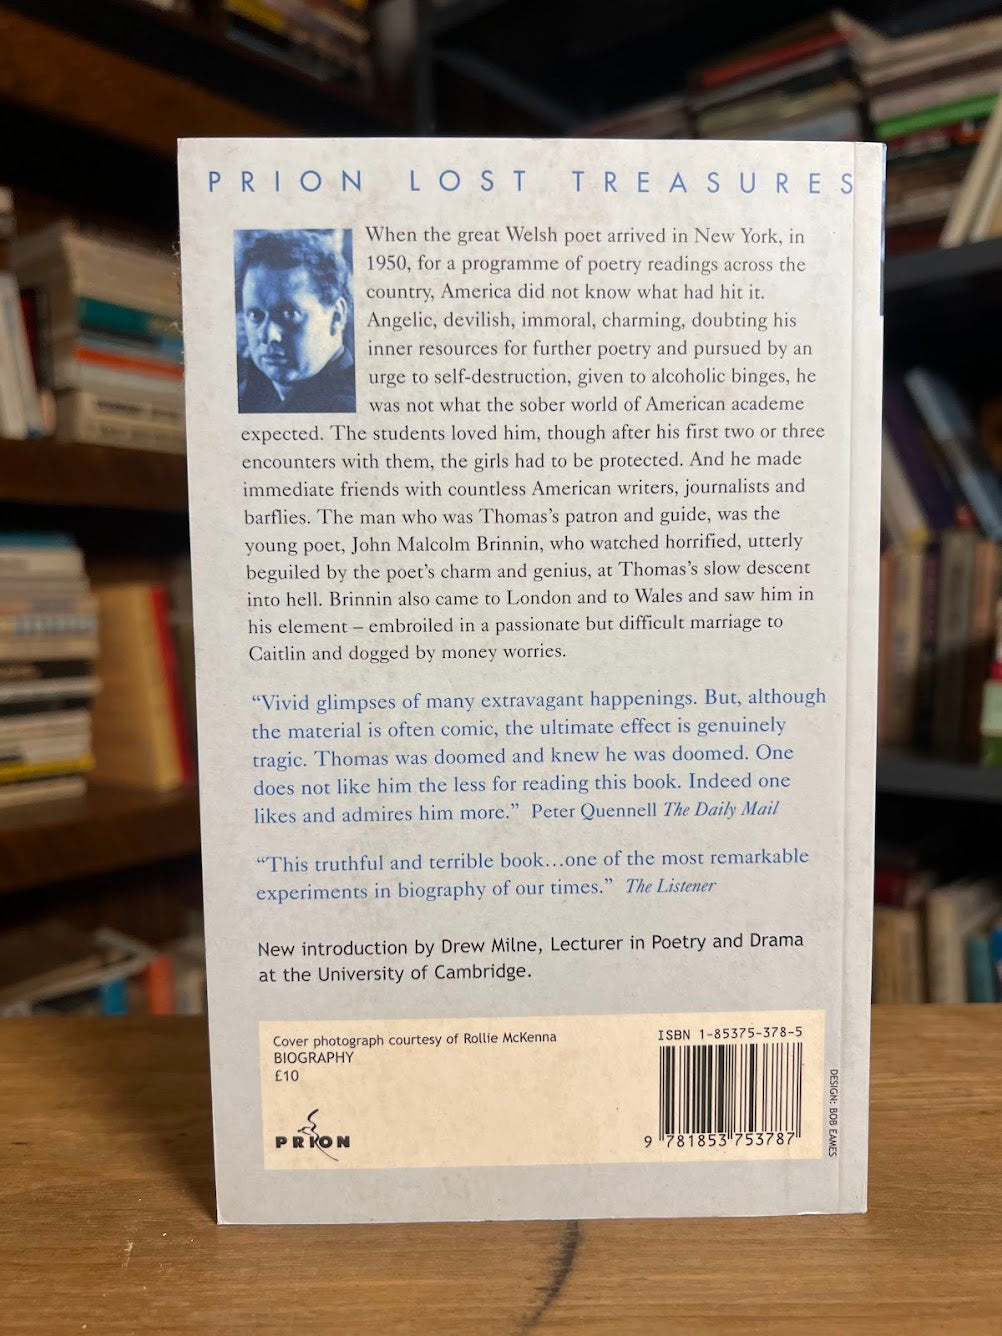 PRION LOST TREASURES
When the great Welsh poet arrived in New York, in
1950, for a programme of poetry readings across the
country, America did not know what had hit it.
Angelic, devilish, immoral, charming, doubting his
inner resources for further poetry and pursued by an
urge to self-destruction, given to alcoholic binges, he
was not what the sober world of American academe
expected. The students loved him, though after his first two or three
encounters with them, the girls had to be protected. And he made
immediate friends with countless American writers, journalists and
barflies. The man who was Thomas’s patron and guide, was the
young poet, John Malcolm Brinnin, who watched horrified, utterly
beguiled by the poet’s charm and genius, at Thomas’s slow descent
into hell. Brinnin also came to London and to Wales and saw him in
his element – embroiled in a passionate but difficult marriage to
Caitlin and dogged by money worries.
“Vivid glimpses of many extravagant happenings. But, although
the material is often comic, the ultimate effect is genuinely
tragic. Thomas was doomed and knew he was doomed. One
does not like him the less for reading this book. Indeed one
likes and admires him more.” Peter Quennell The Daily Mail
“This truthful and terrible book…one of the most remarkable
experiments in biography of our times.” The Listener
New introduction by Drew Milne, Lecturer in Poetry and Drama
at the University of Cambridge.
Cover photograph courtesy of Rollie McKenna
BIOGRAPHY
£10
PRION
ISBN 1-85375-378-5
9 781853 753787
DESIGN: BOB EAMES